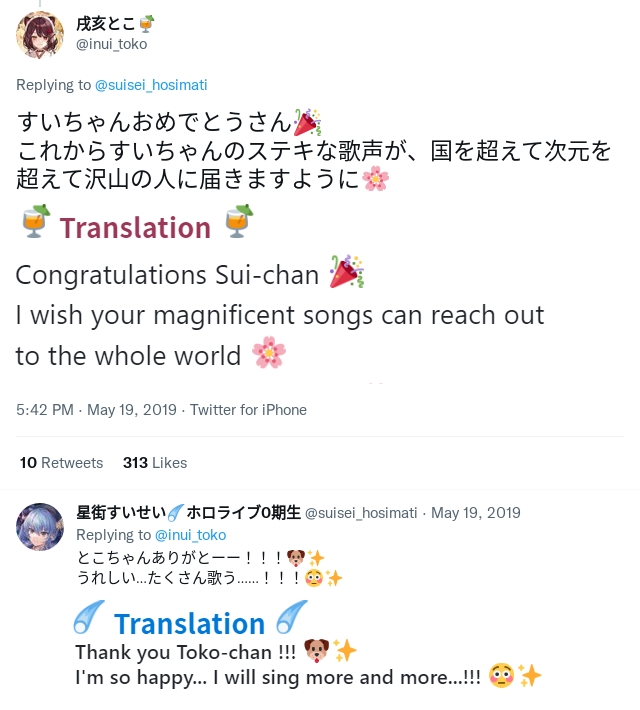 戌亥とこ🍹
@inui_toko
Replying to @suisei_hosimati
すいちゃんおめでとうさん🎉
これからすいちゃんのステキな歌声が、国を超えて次元を
超えて沢山の人に届きますように🌸
🍹 Translation 🍹
Congratulations Sui-chan 🎉
I wish your magnificent songs can reach out
to the whole world 🌸
5:42 PM · May 19, 2019 · Twitter for iPhone
10 Retweets 313 Likes
星街すいせい☄️ホロライブ0期生 @suisei_hosimati · May 19, 2019
Replying to @inui_toko
とこちゃんありがとーー！！！🐶✨
うれしい...たくさん歌う......！！！😳✨
☄️ Translation ☄️
Thank you Toko-chan !!! 🐶✨
I'm so happy... I will sing more and more...!!! 😳✨